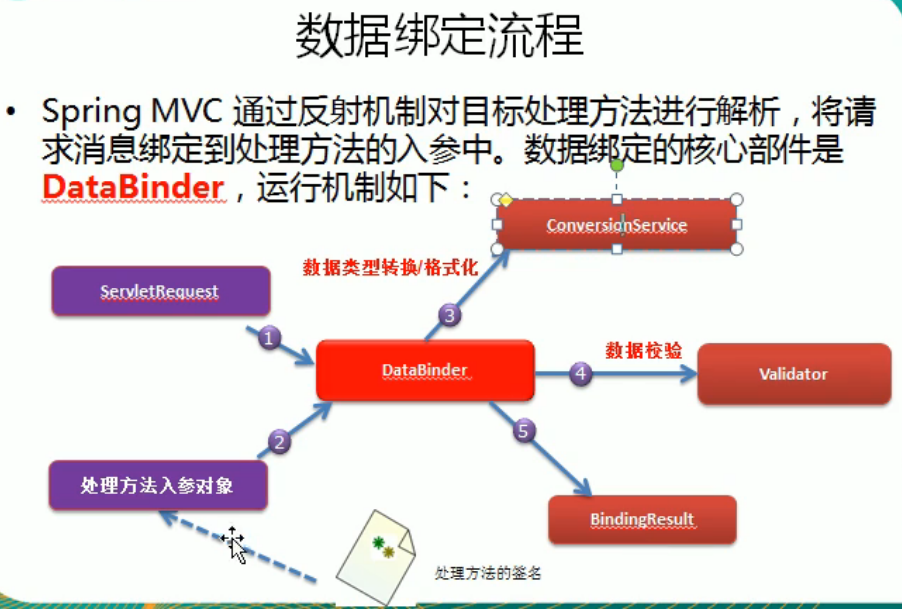 数据绑定流程
• Spring MVC 通过反射机制对目标处理方法进行解析，将请
求消息绑定到处理方法的入参中。数据绑定的核心部件是
DataBinder，运行机制如下：
ConversionService
数据类型转换/格式化
ServletRequest
3
1
数据校验
DataBinder
4
Validator
2
5
处理方法入参对象
BindingResult
处理方法的签名